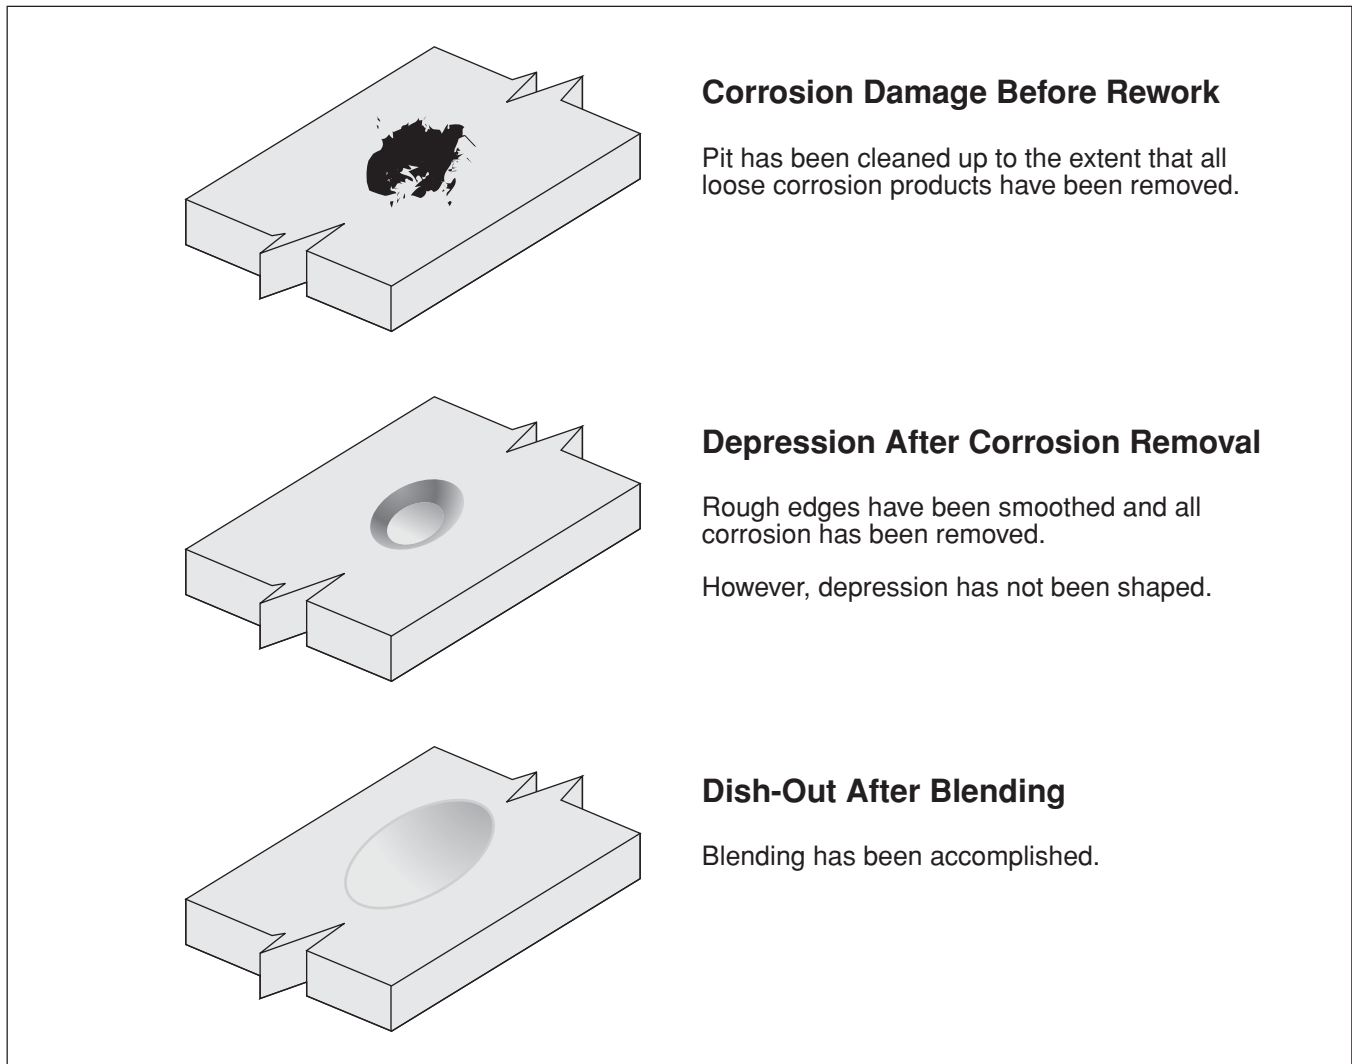 Corrosion Damage Before Rework
Pit has been cleaned up to the extent that all
loose corrosion products have been removed.
Depression After Corrosion Removal
Rough edges have been smoothed and all
corrosion has been removed.
However, depression has not been shaped.
Dish-Out After Blending
Blending has been accomplished.